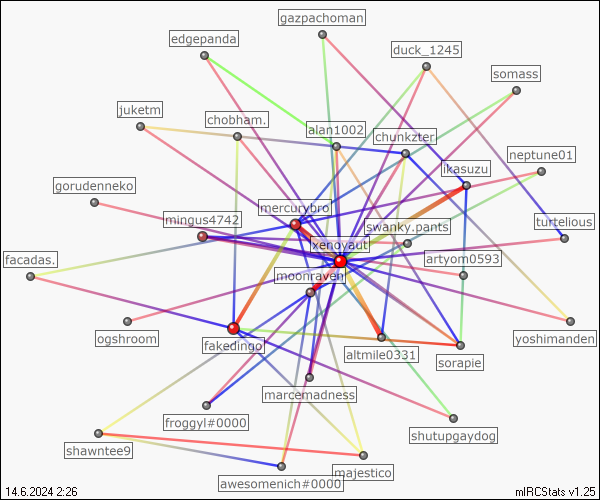 gazpachoman
edgepanda
duck_1245
somass
juketm
chobham.
alan1002
chunkzter
neptune01
ikasuzu
gorudenneko
mercurybro
mingus4742
swanky.pants
turtelious
xenoyaut
facadas.
artyom0593
moonraven
ogshroom
fakedingo
yoshimanden
altmile0331
sorapie
marcemadness
froggyl#0000
shutupgaydog
shawntee9
majestico
awesomenich#0000
14.6.2024 2:26
mIRCStats v1.25